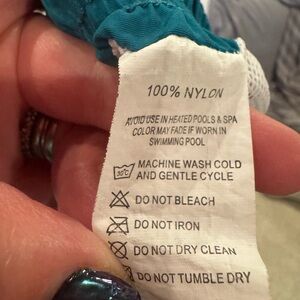 100% NYLON
AVOID USE IN HEATED POOLS & SPA
COLOR MAY FADE IF WORN IN
SWIMMING POOL
30°C MACHINE WASH COLD
AND GENTLE CYCLE
DO NOT BLEACH
DO NOT IRON
DO NOT DRY CLEAN
DO NOT TUMBLE DRY